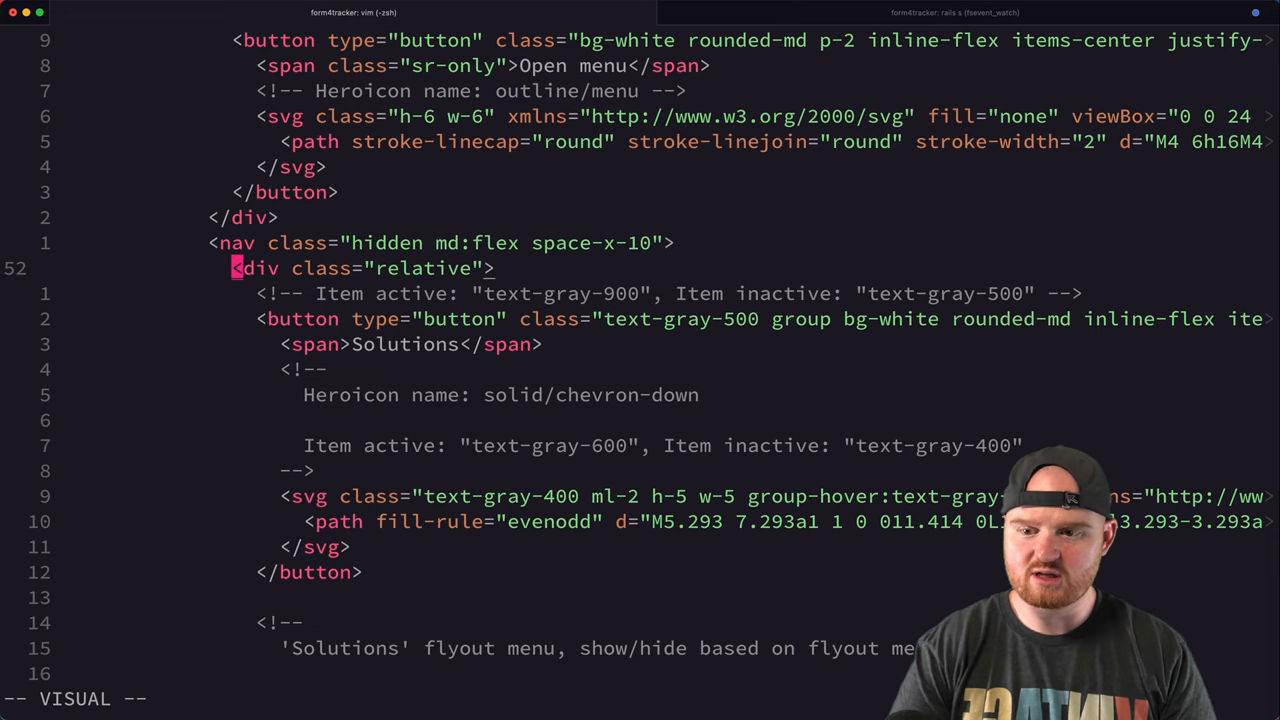 form4tracker: vim (-zsh)
form4tracker: rails s (fsevent_watch)
9 <button type="button" class="bg-white rounded-md p-2 inline-flex items-center justify->
8 <span class="sr-only">Open menu</span>
7 <!-- Heroicon name: outline/menu -->
6 <svg class="h-6 w-6" xmlns="http://www.w3.org/2000/svg" fill="none" viewBox="0 0 24 >
5 <path stroke-linecap="round" stroke-linejoin="round" stroke-width="2" d="M4 6h16M4>
4 </svg>
3 </button>
2 </div>
1 <nav class="hidden md:flex space-x-10">
52 <div class="relative">
1 <!-- Item active: "text-gray-900", Item inactive: "text-gray-500" -->
2 <button type="button" class="text-gray-500 group bg-white rounded-md inline-flex ite>
3 <span>Solutions</span>
4 <!--
5 Heroicon name: solid/chevron-down
6
7 Item active: "text-gray-600", Item inactive: "text-gray-400"
8 -->
9 <svg class="text-gray-400 ml-2 h-5 w-5 group-hover:text-gray- ns="http://ww>
10 <path fill-rule="evenodd" d="M5.293 7.293a1 1 0 011.414 0L 3.293-3.293a>
11 </svg>
12 </button>
13
14 <!--
15 'Solutions' flyout menu, show/hide based on flyout me
16
-- VISUAL --